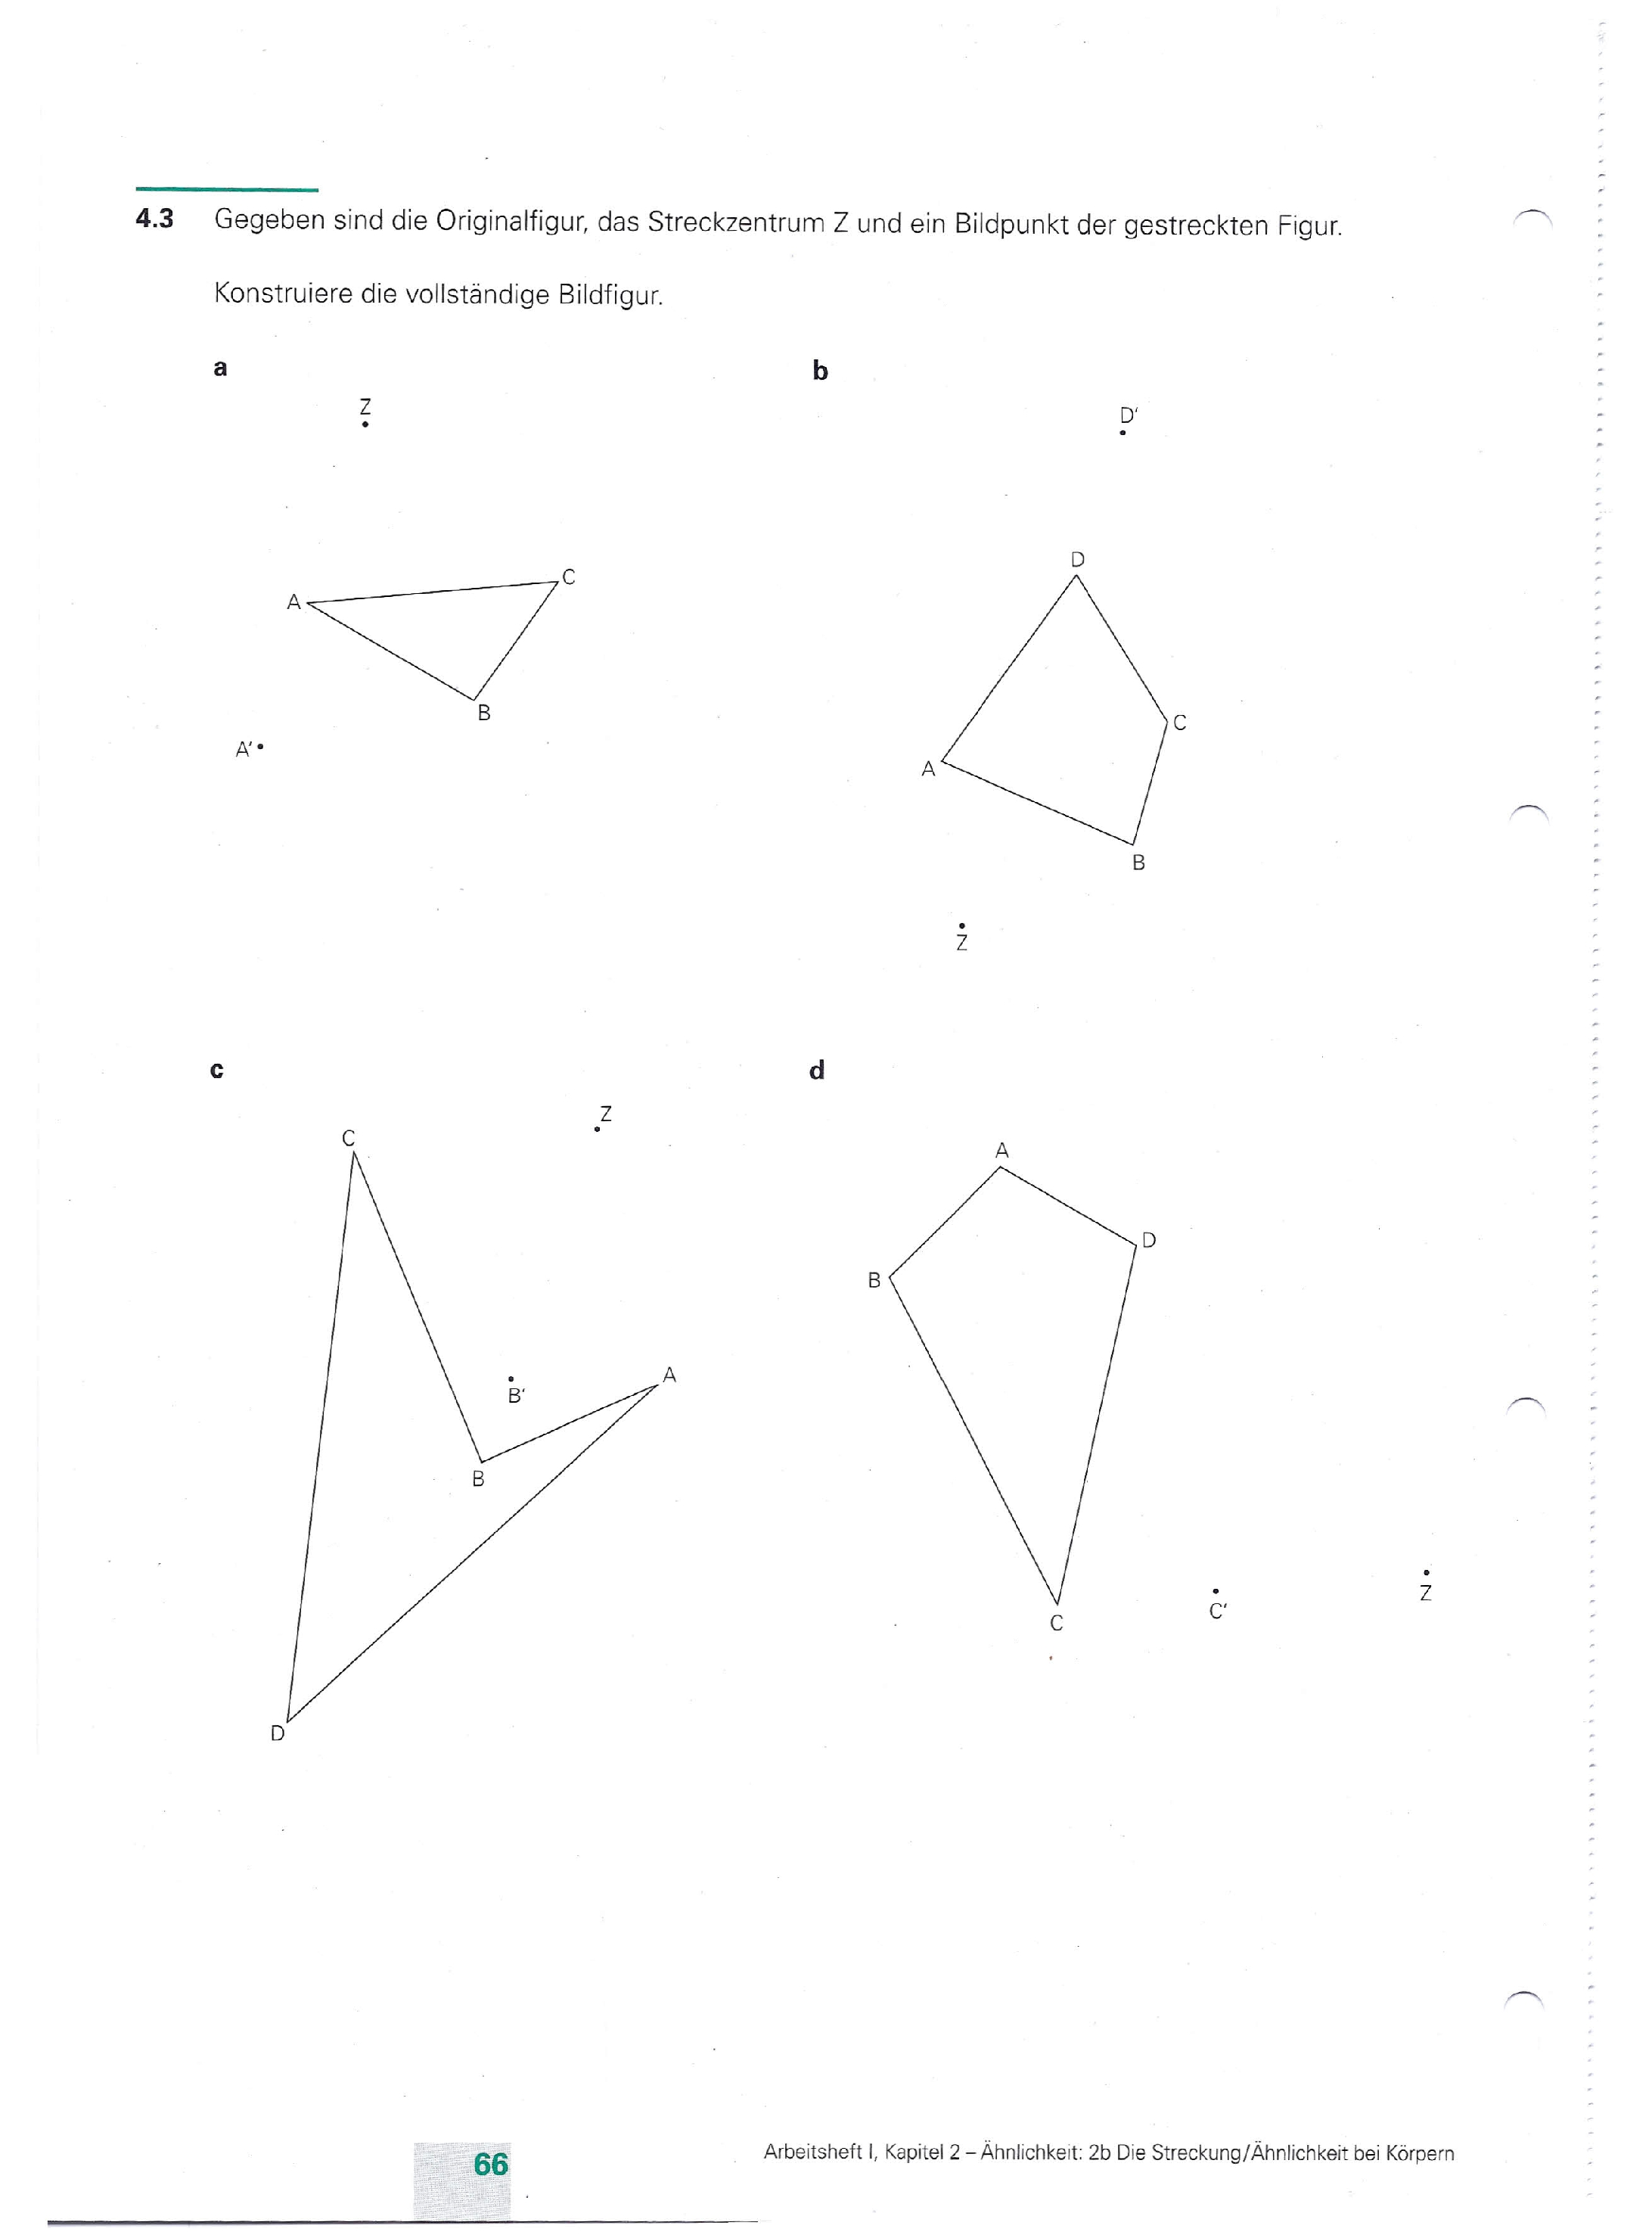 4.3 Gegeben sind die Originalfigur, das Streckzentrum Z und ein Bildpunkt der gestreckten Figur.
Konstruiere die vollständige Bildfigur.
a
Z
A
C
B
A'
b
D'
D
C
A
B
Z
c
Z
C
A
B'
B
D
d
A
D
B
C
C'
Z
66
Arbeitsheft I, Kapitel 2 – Ähnlichkeit: 2b Die Streckung/Ähnlichkeit bei Körpern